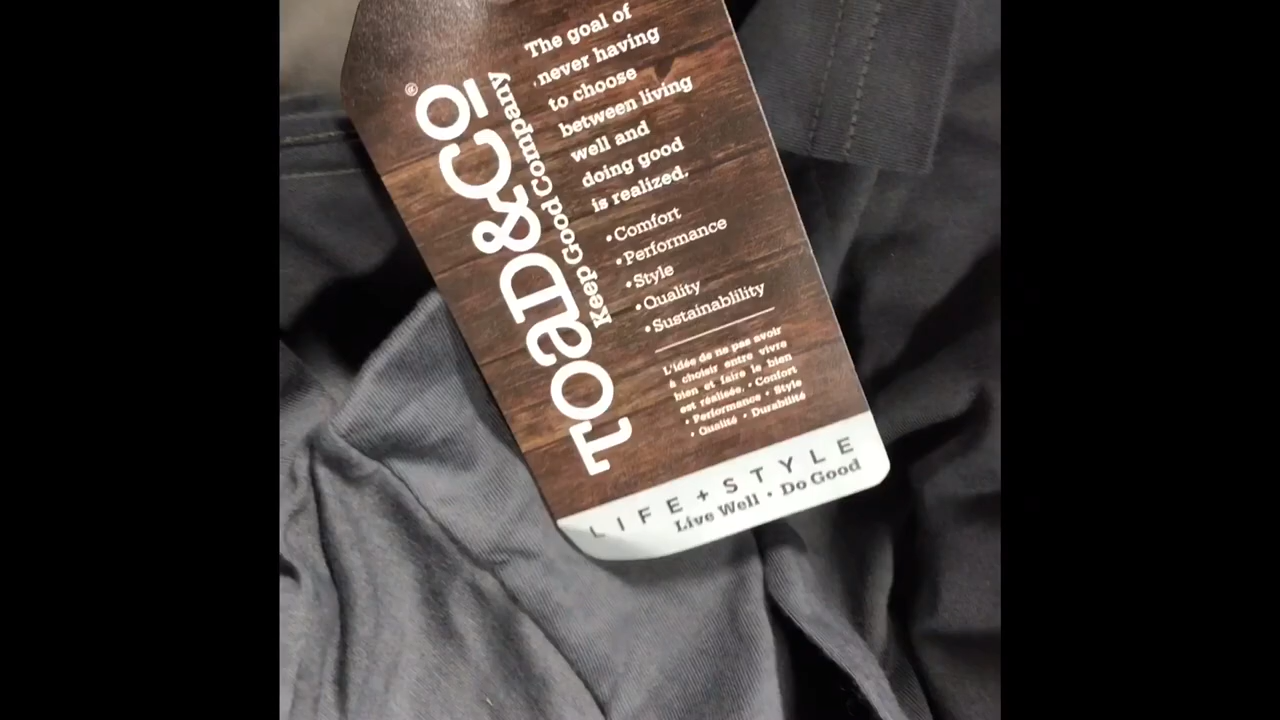 TOAD&CO®
Keep Good Company
The goal of
never having
to choose
between living
well and
doing good
is realized.
•Comfort
•Performance
•Style
•Quality
•Sustainablility
L'idée de ne pas avoir
à choisir entre vivre
bien et faire le bien
est réalisée. • Confort
• Performance • Style
• Qualité • Durabilité
LIFE+STYLE
Live Well • Do Good